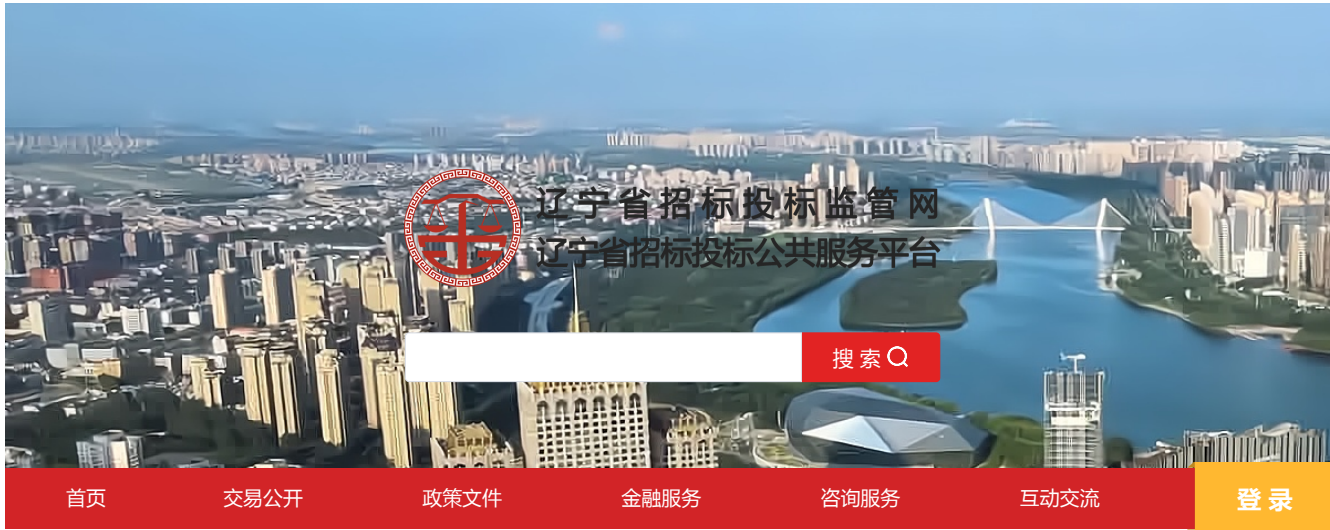 辽宁省招标投标监管网
辽宁省招标投标公共服务平台
搜索
首页 交易公开 政策文件 金融服务 咨询服务 互动交流 登录